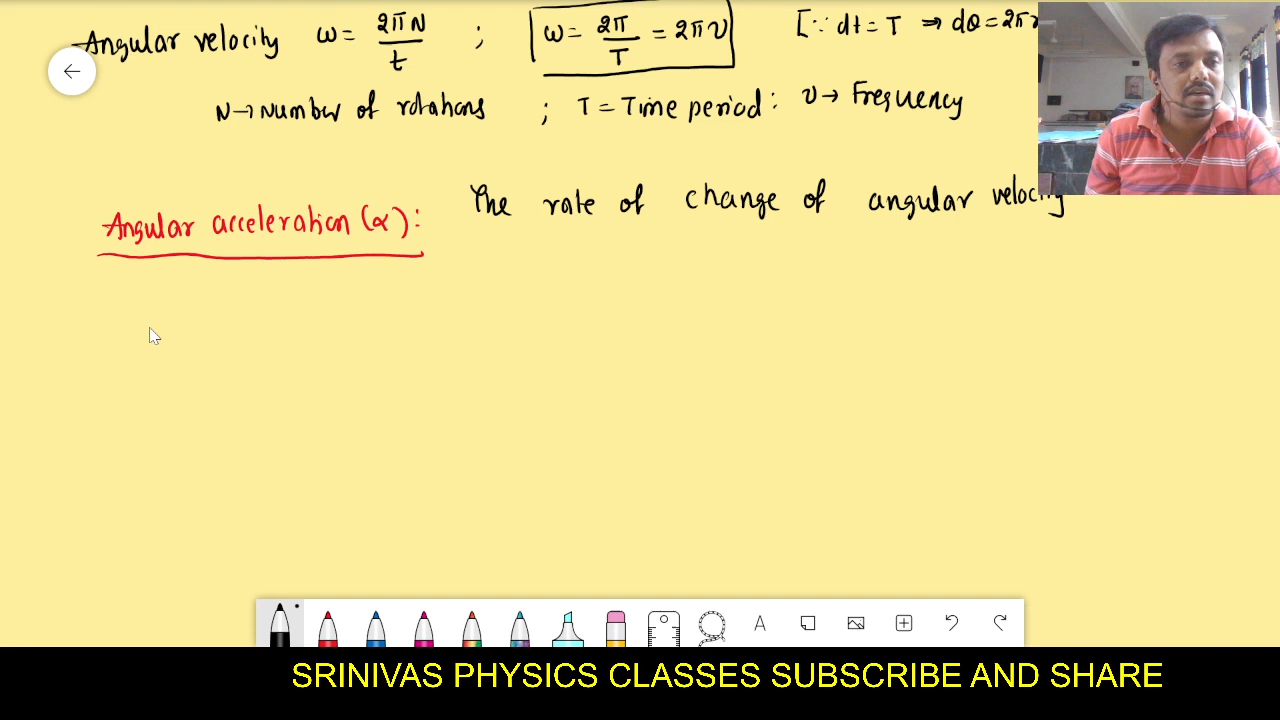 Angular velocity ω = 2πN/t ; ω = 2π/T = 2πν [∵ dt = T ⇒ dθ = 2π
N → Number of rotations ; T = Time period : ν → Frequency
Angular acceleration (α) : The rate of change of angular velocity
A
SRINIVAS PHYSICS CLASSES SUBSCRIBE AND SHARE